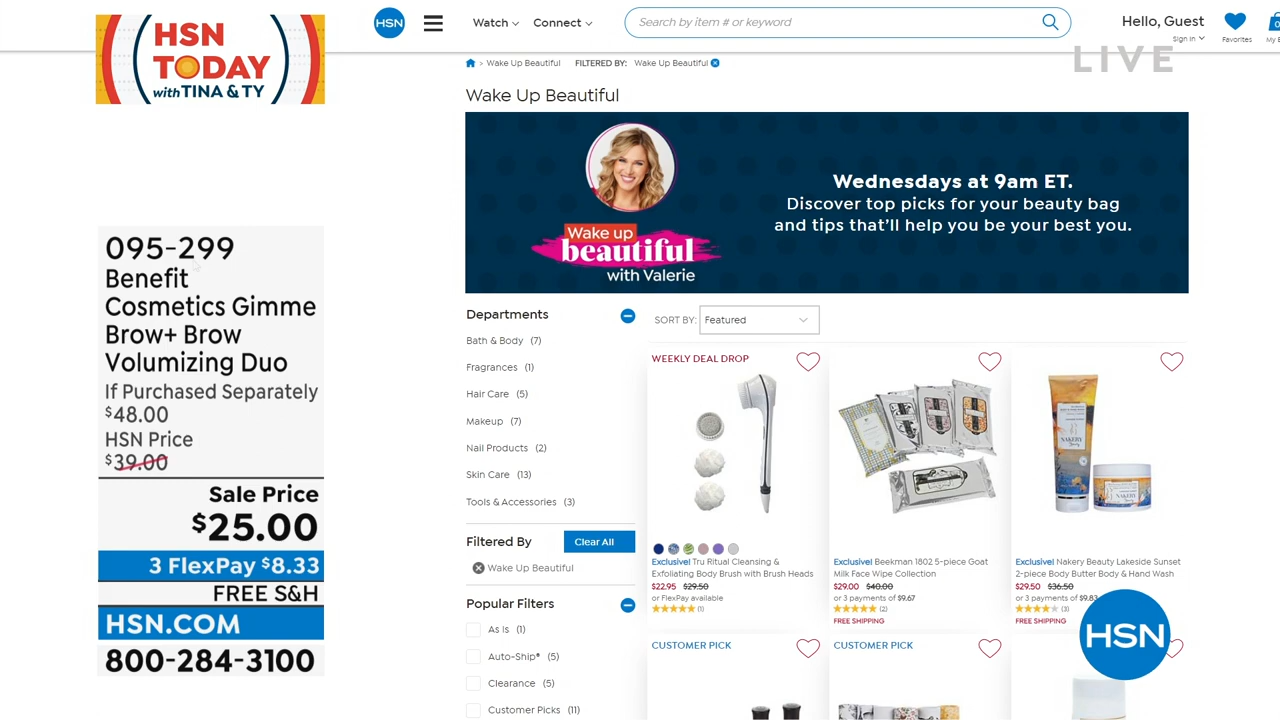 HSN
TODAY
with TINA & TY
095-299
Benefit
Cosmetics Gimme
Brow+ Brow
Volumizing Duo
If Purchased Separately
$48.00
HSN Price
$39.00
Sale Price
$25.00
3 FlexPay $8.33
FREE S&H
HSN.COM
800-284-3100
HSN
Watch
Connect
Search by item # or keyword
Hello, Guest
Sign In
Favorites
0
LIVE
> Wake Up Beautiful FILTERED BY: Wake Up Beautiful
Wake Up Beautiful
Wake up
beautiful
with Valerie
Wednesdays at 9am ET.
Discover top picks for your beauty bag
and tips that'll help you be your best you.
Departments
Bath & Body (7)
Fragrances (1)
Hair Care (5)
Makeup (7)
Nail Products (2)
Skin Care (13)
Tools & Accessories (3)
Filtered By
Clear All
Wake Up Beautiful
Popular Filters
As Is (1)
Auto-Ship® (5)
Clearance (5)
Customer Picks (11)
SORT BY: Featured
WEEKLY DEAL DROP
Exclusive! Tru Ritual Cleansing &
Exfoliating Body Brush with Brush Heads
$22.95 $29.50
or FlexPay available
(1)
Exclusive! Beekman 1802 5-piece Goat
Milk Face Wipe Collection
$29.00 $40.00
or 3 payments of $9.67
(2)
FREE SHIPPING
NAKERY
Exclusive! Nakery Beauty Lakeside Sunset
2-piece Body Butter Body & Hand Wash
$29.50 $36.50
or 3 payments of $9.83
(3)
FREE SHIPPING
CUSTOMER PICK
CUSTOMER PICK
HSN